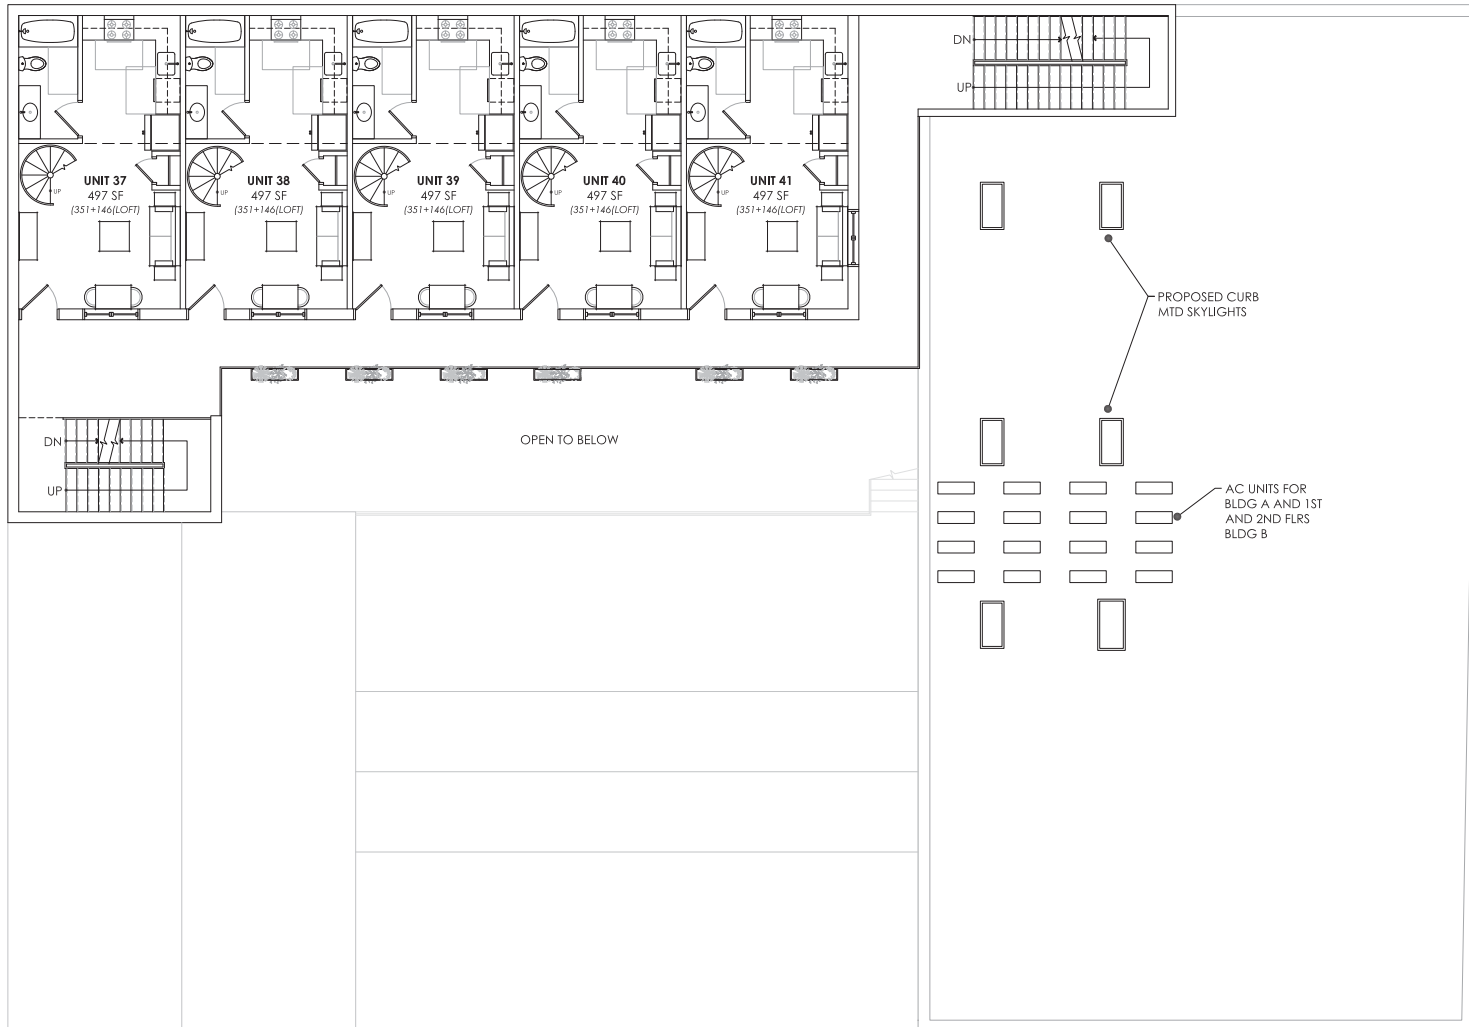 DN
UP
UNIT 37
497 SF
(351+146(LOFT)
UP
UNIT 38
497 SF
(351+146(LOFT)
UP
UNIT 39
497 SF
(351+146(LOFT)
UP
UNIT 40
497 SF
(351+146(LOFT)
UP
UNIT 41
497 SF
(351+146(LOFT)
UP
PROPOSED CURB
MTD SKYLIGHTS
DN
UP
OPEN TO BELOW
AC UNITS FOR
BLDG A AND 1ST
AND 2ND FLRS
BLDG B